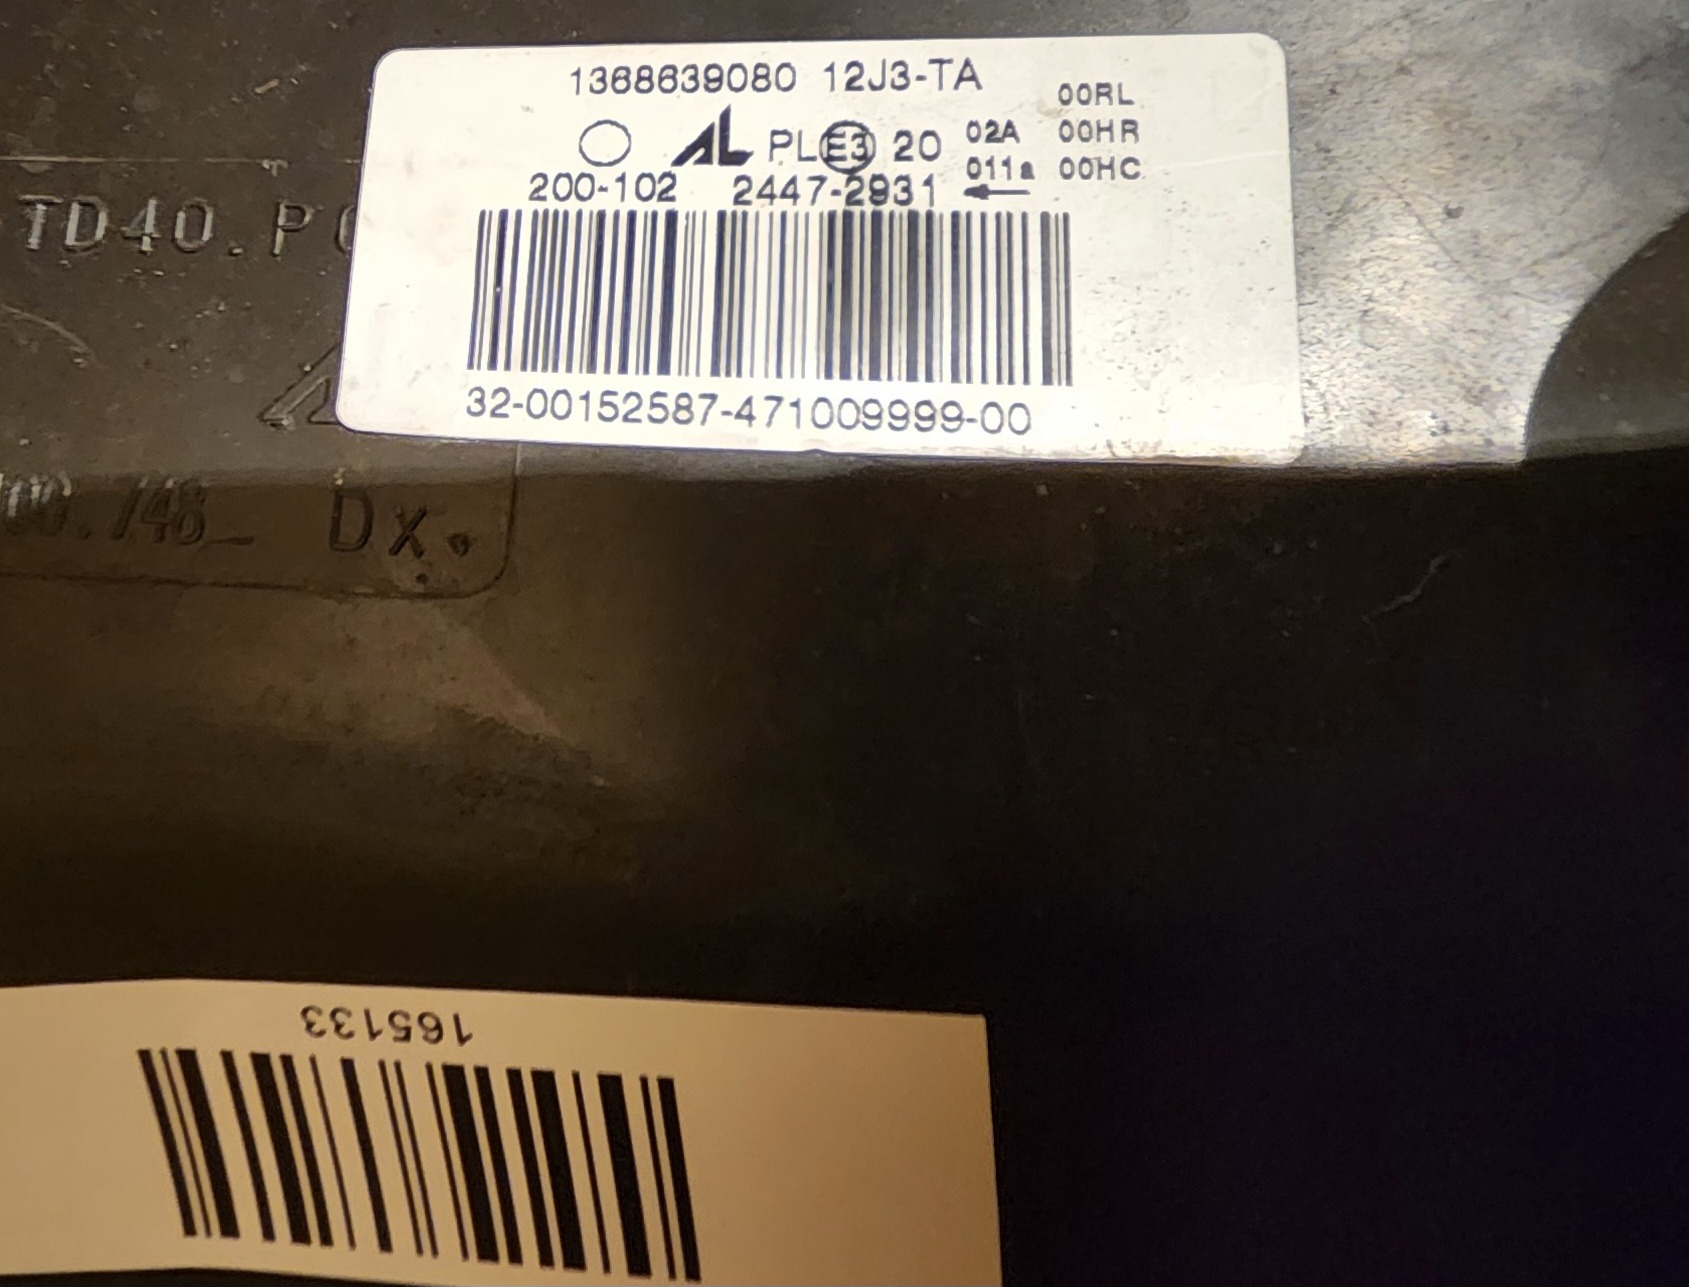 1368639080 12J3-TA
00RL
AL PL E3 20 02A 00HR
011a 00HC
200-102 2447-2931
TD40.P
32-00152587-471009999-00
.748_ Dx.
165133